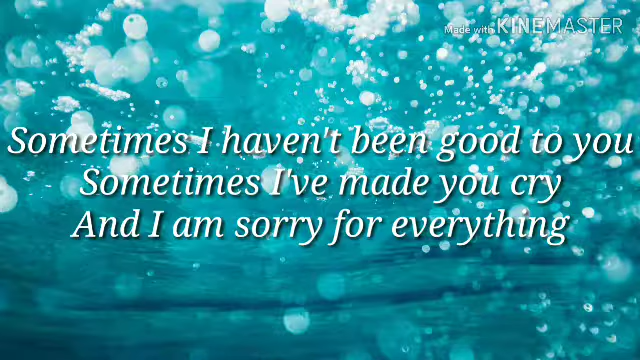 Made with KINEMASTER
Sometimes I haven't been good to you
Sometimes I've made you cry
And I am sorry for everything